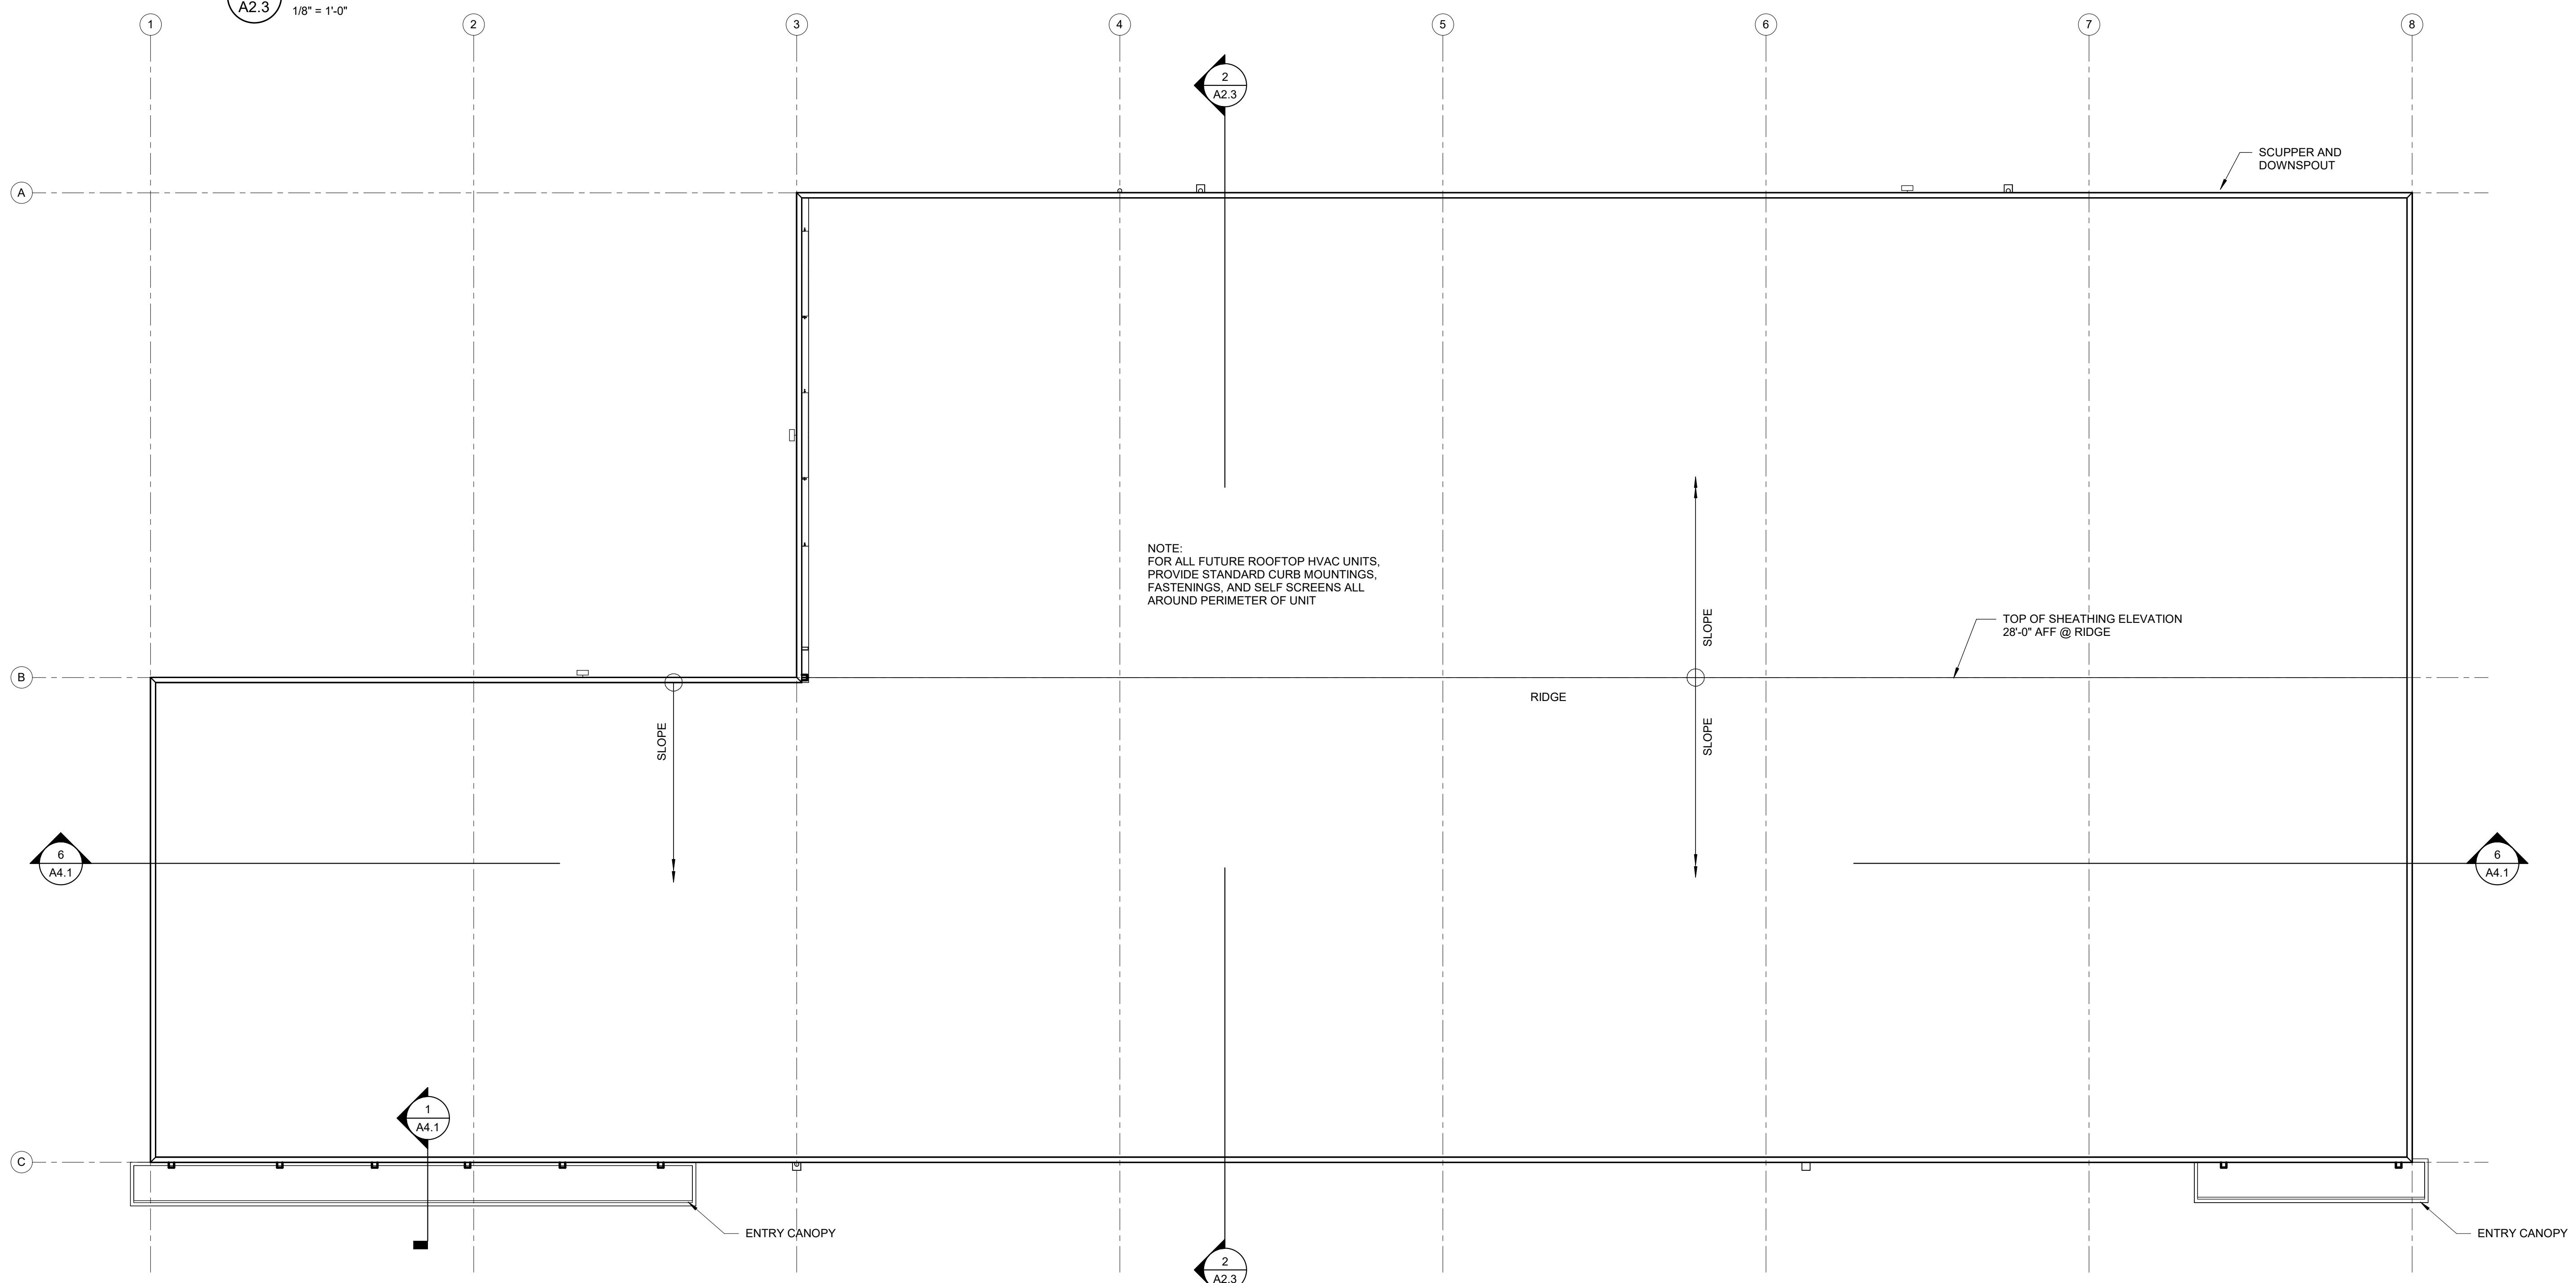 A2.3
1/8" = 1'-0"
1
2
3
4
5
6
7
8
2
A2.3
SCUPPER AND
DOWNSPOUT
A
NOTE:
FOR ALL FUTURE ROOFTOP HVAC UNITS,
PROVIDE STANDARD CURB MOUNTINGS,
FASTENINGS, AND SELF SCREENS ALL
AROUND PERIMETER OF UNIT
SLOPE
TOP OF SHEATHING ELEVATION
28'-0" AFF @ RIDGE
B
RIDGE
SLOPE
SLOPE
6
A4.1
6
A4.1
1
A4.1
C
ENTRY CANOPY
ENTRY CANOPY
2
A2.3